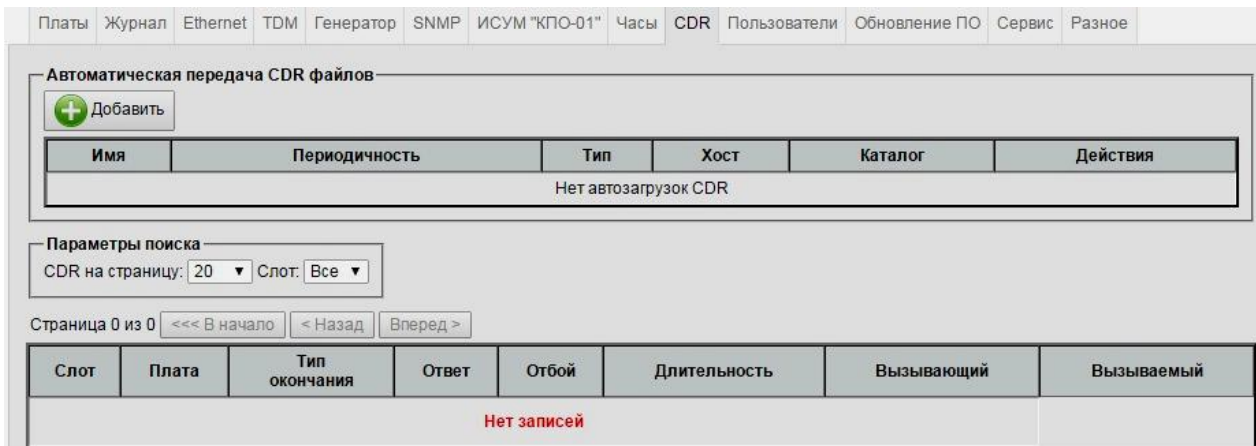 Платы Журнал Ethernet TDM Генератор SNMP ИСУМ "КПО-01" Часы CDR Пользователи Обновление ПО Сервис Разное
Автоматическая передача CDR файлов
Добавить
Имя Периодичность Тип Хост Каталог Действия
Нет автозагрузок CDR
Параметры поиска
CDR на страницу: 20 Слот: Все
Страница 0 из 0 <<< В начало < Назад Вперед >
Слот Плата Тип окончания Ответ Отбой Длительность Вызывающий Вызываемый
Нет записей